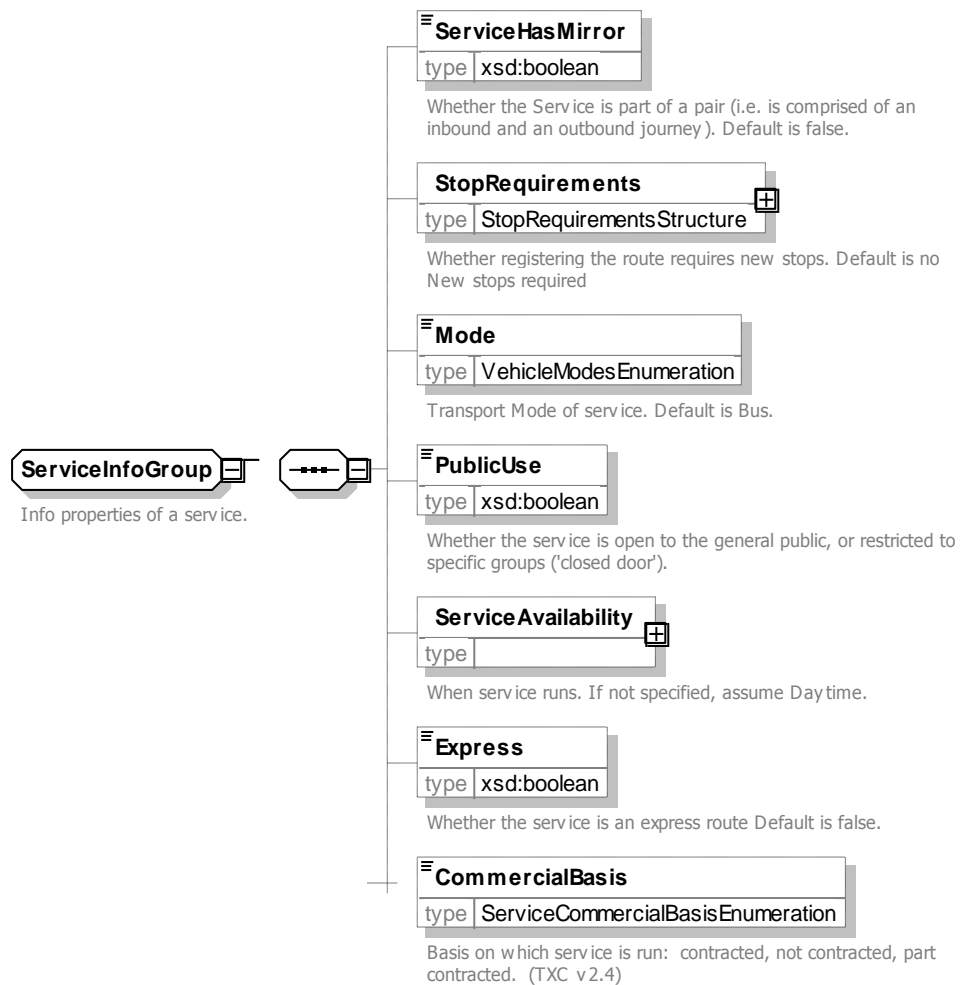 ServiceHasMirror
type xsd:boolean
Whether the Service is part of a pair (i.e. is comprised of an
inbound and an outbound journey). Default is false.
StopRequirements
type StopRequirementsStructure
Whether registering the route requires new stops. Default is no
New stops required
Mode
type VehicleModesEnumeration
Transport Mode of service. Default is Bus.
ServiceInfoGroup
Info properties of a service.
PublicUse
type xsd:boolean
Whether the service is open to the general public, or restricted to
specific groups ('closed door').
ServiceAvailability
type
When service runs. If not specified, assume Daytime.
Express
type xsd:boolean
Whether the service is an express route Default is false.
CommercialBasis
type ServiceCommercialBasisEnumeration
Basis on which service is run: contracted, not contracted, part
contracted. (TXC v2.4)